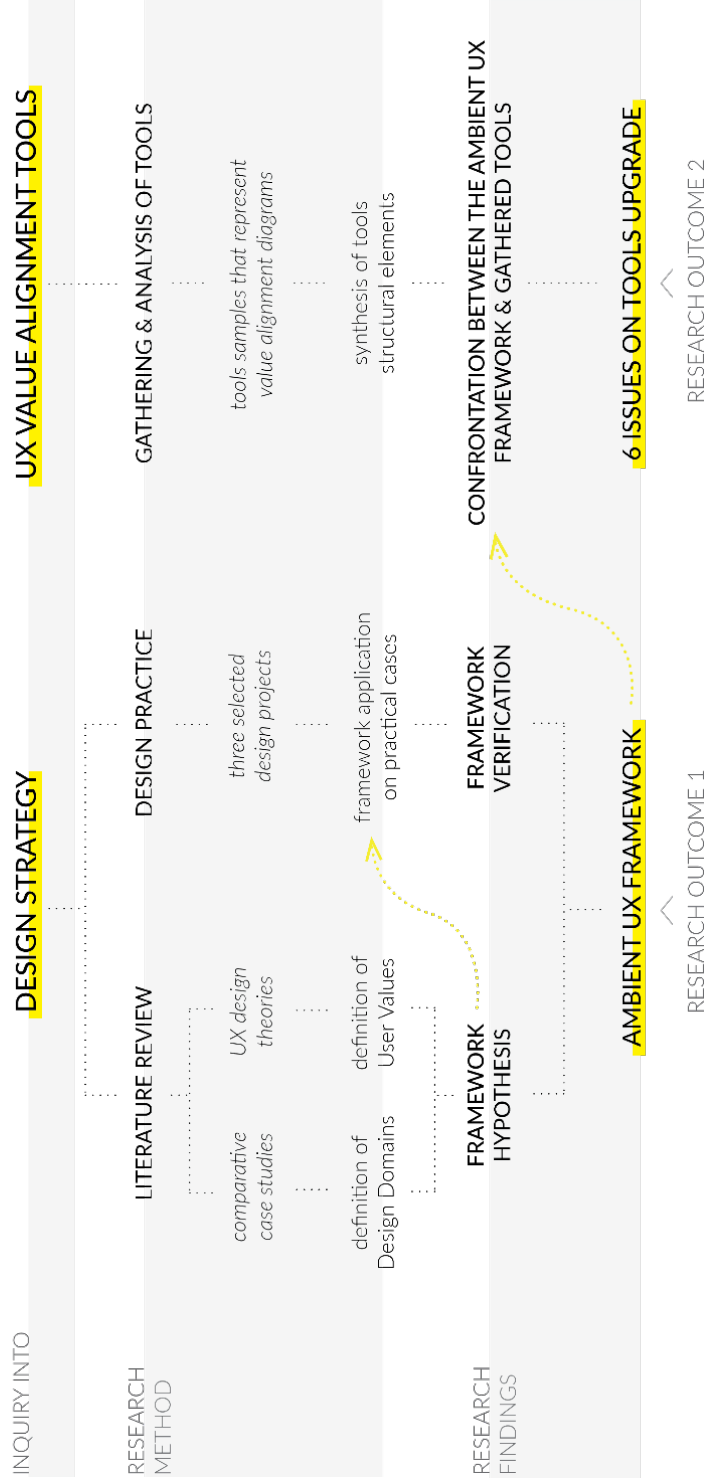 INQUIRY INTO
DESIGN STRATEGY
UX VALUE ALIGNMENT TOOLS
RESEARCH
METHOD
LITERATURE REVIEW
DESIGN PRACTICE
GATHERING & ANALYSIS OF TOOLS
comparative
case studies
UX design
theories
three selected
design projects
tools samples that represent
value alignment diagrams
definition of
Design Domains
definition of
User Values
framework application
on practical cases
synthesis of tools
structural elements
RESEARCH
FINDINGS
FRAMEWORK
HYPOTHESIS
FRAMEWORK
VERIFICATION
CONFRONTATION BETWEEN THE AMBIENT UX
FRAMEWORK & GATHERED TOOLS
AMBIENT UX FRAMEWORK
6 ISSUES ON TOOLS UPGRADE
RESEARCH OUTCOME 1
RESEARCH OUTCOME 2